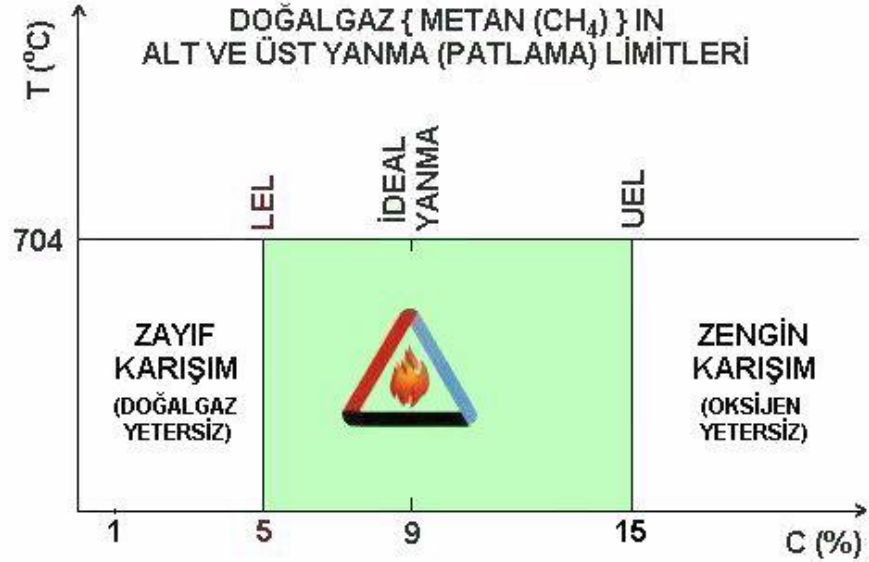 DOĞALGAZ { METAN (CH₄) } IN
ALT VE ÜST YANMA (PATLAMA) LİMİTLERİ
T (⁰C)
LEL
İDEAL
YANMA
UEL
704
ZAYIF
KARIŞIM
(DOĞALGAZ
YETERSİZ)
ZENGİN
KARIŞIM
(OKSİJEN
YETERSİZ)
1
5
9
15
C (%)